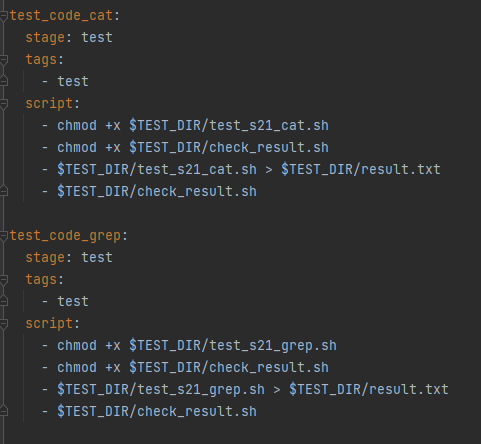 test_code_cat:
  stage: test
  tags:
    - test
  script:
    - chmod +x $TEST_DIR/test_s21_cat.sh
    - chmod +x $TEST_DIR/check_result.sh
    - $TEST_DIR/test_s21_cat.sh > $TEST_DIR/result.txt
    - $TEST_DIR/check_result.sh

test_code_grep:
  stage: test
  tags:
    - test
  script:
    - chmod +x $TEST_DIR/test_s21_grep.sh
    - chmod +x $TEST_DIR/check_result.sh
    - $TEST_DIR/test_s21_grep.sh > $TEST_DIR/result.txt
    - $TEST_DIR/check_result.sh